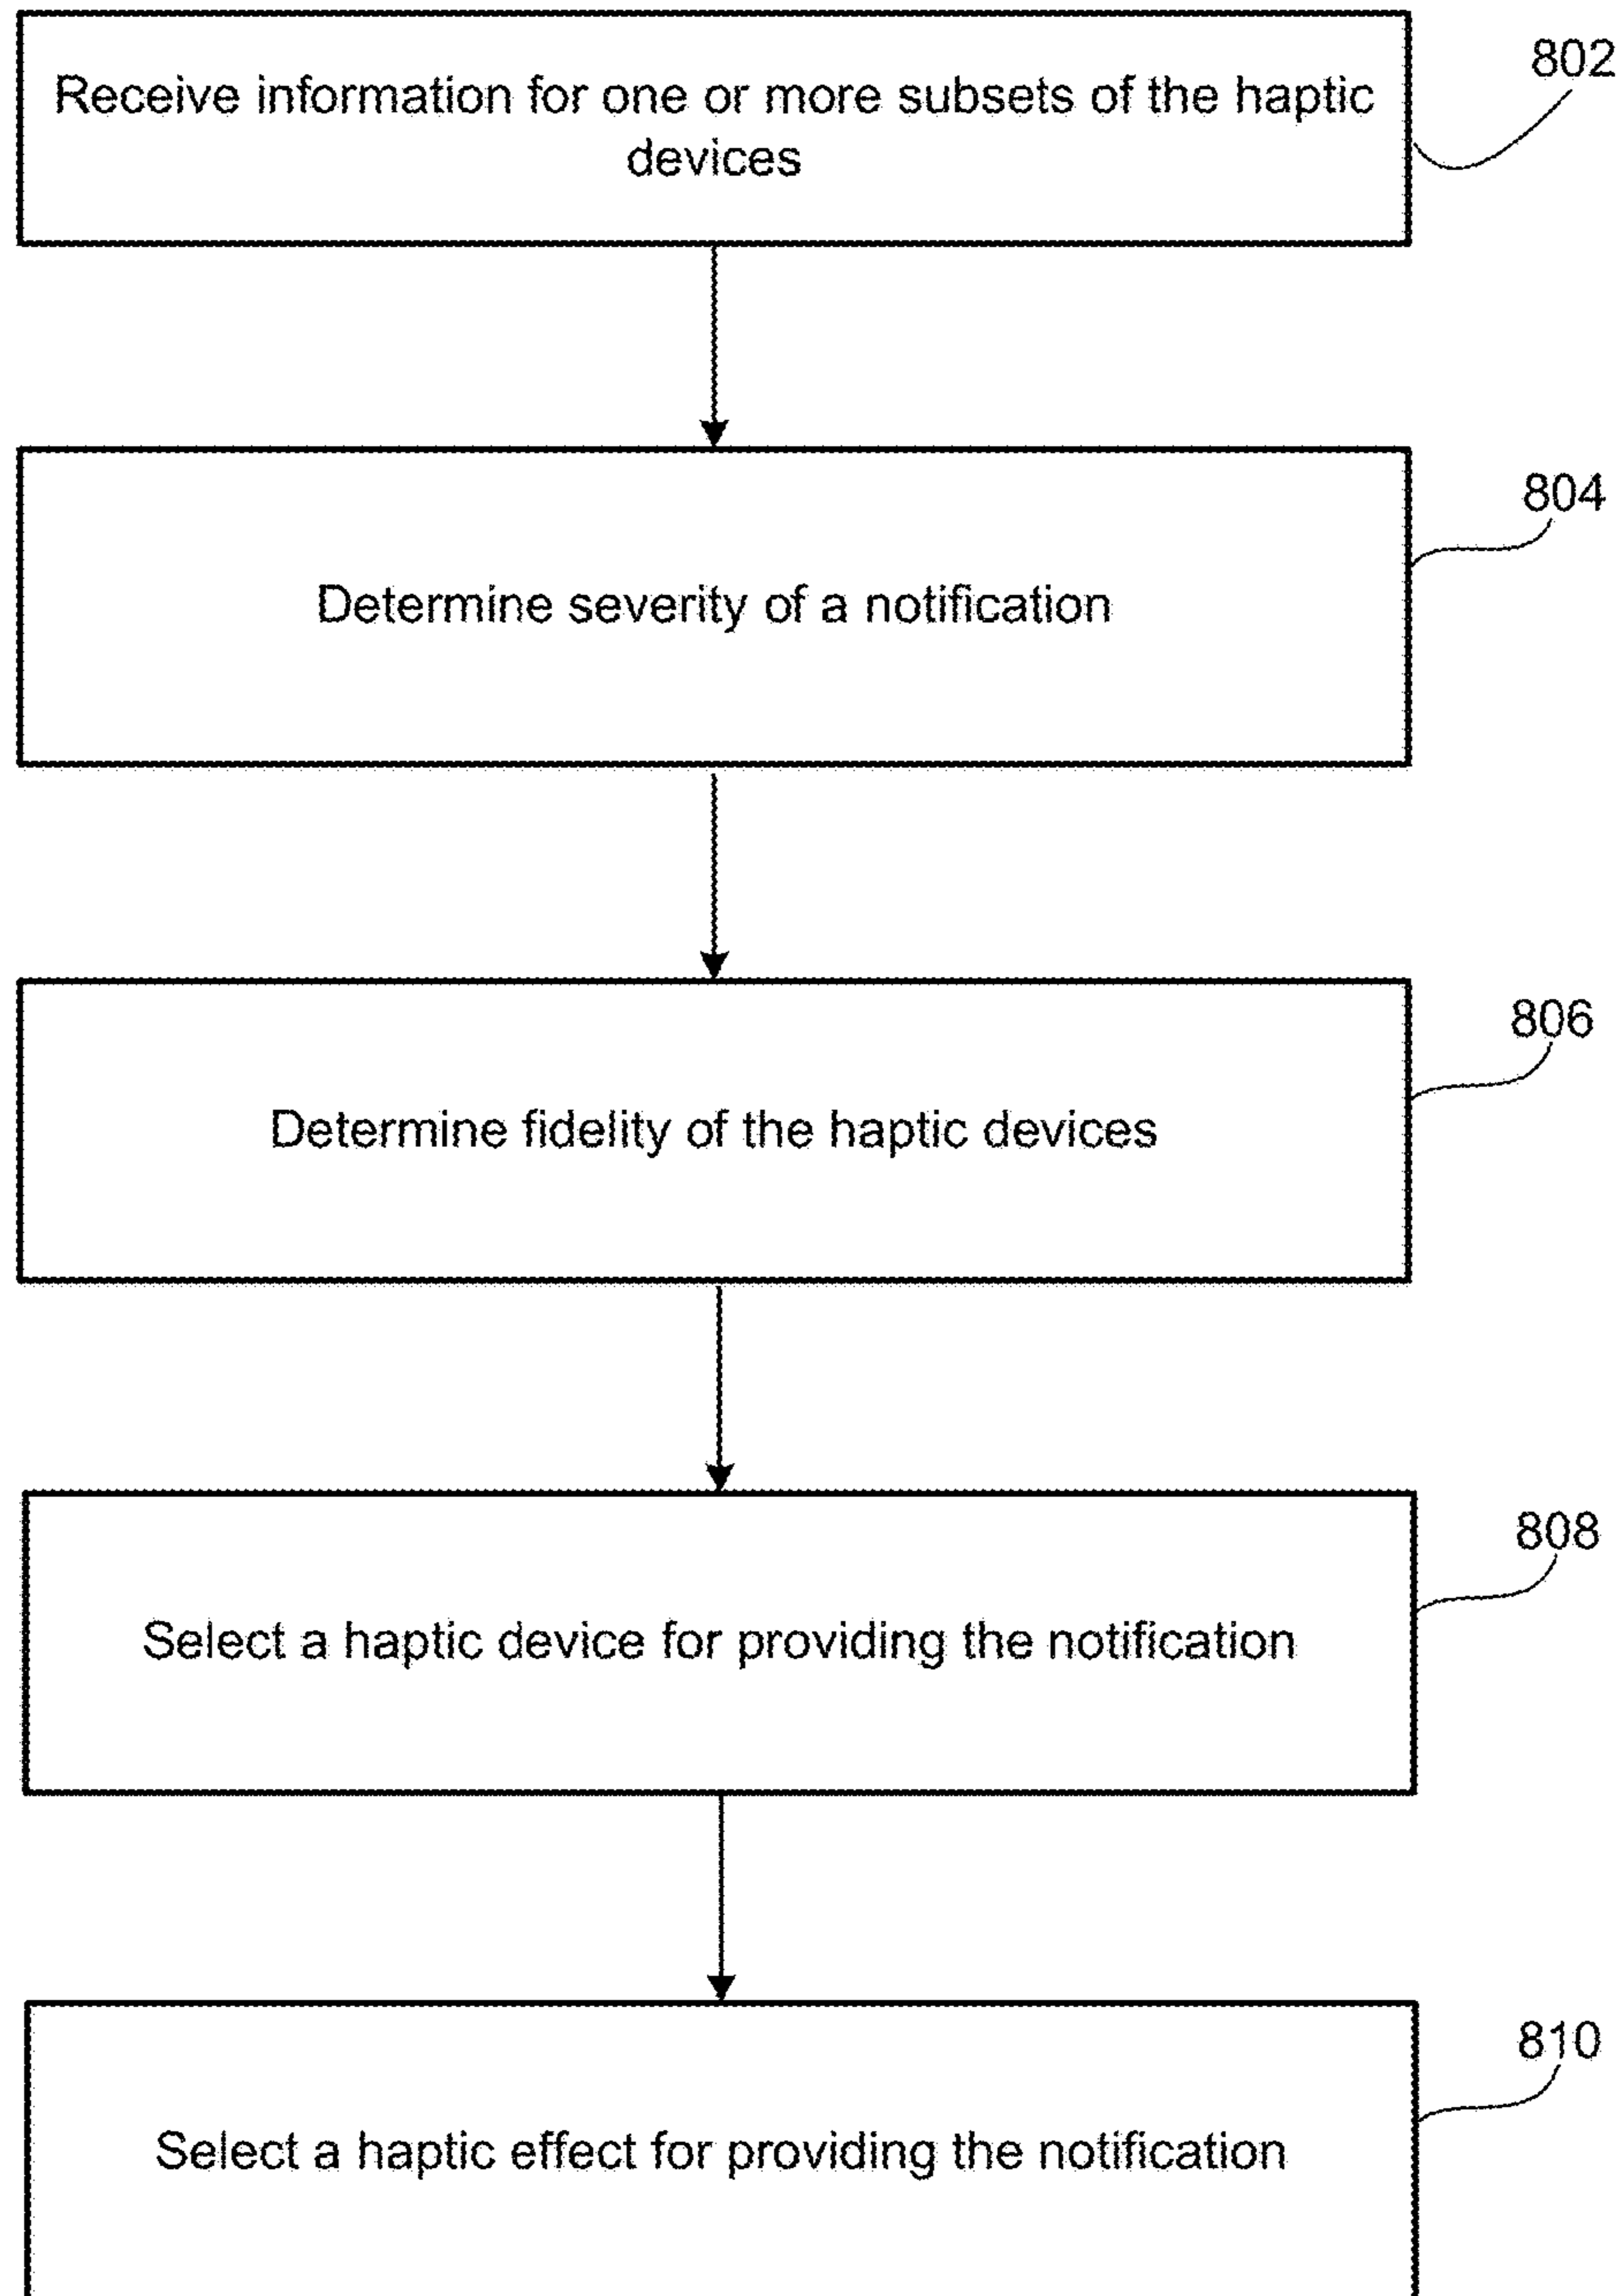 802
Receive information for one or more subsets of the haptic
devices
804
Determine severity of a notification
806
Determine fidelity of the haptic devices
808
Select a haptic device for providing the notification
810
Select a haptic effect for providing the notification